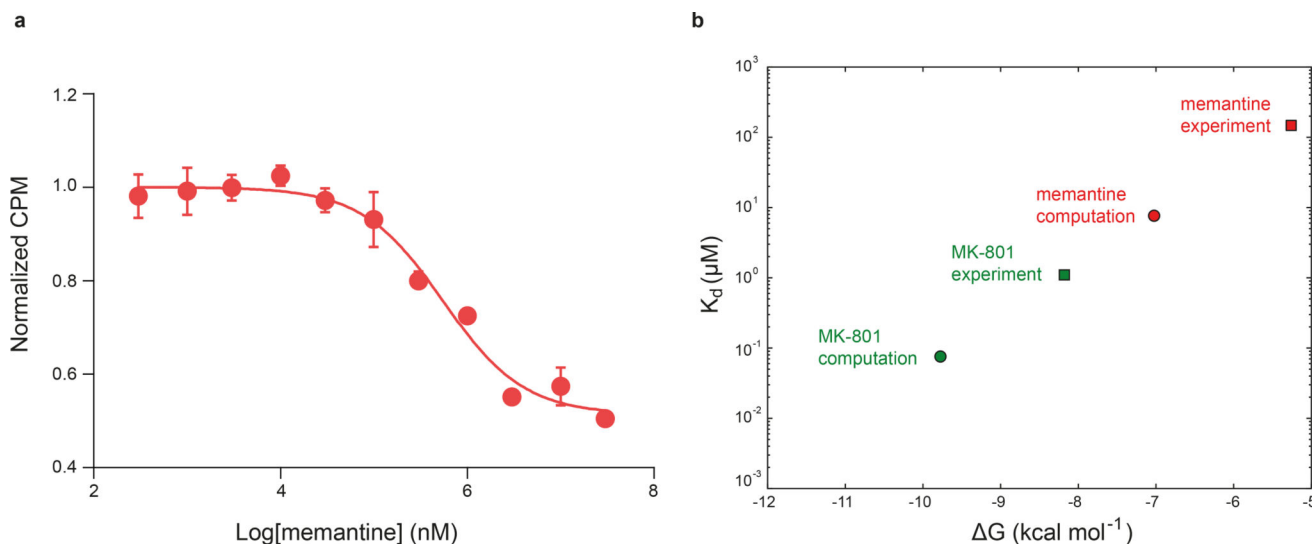 a
1.2
1.0
0.8
0.6
0.4
2
4
6
8
Normalized CPM
Log[memantine] (nM)
b
10³
10²
10¹
10⁰
10⁻¹
10⁻²
10⁻³
-12
-11
-10
-9
-8
-7
-6
-5
K_d (µM)
ΔG (kcal mol⁻¹)
memantine
experiment
memantine
computation
MK-801
experiment
MK-801
computation